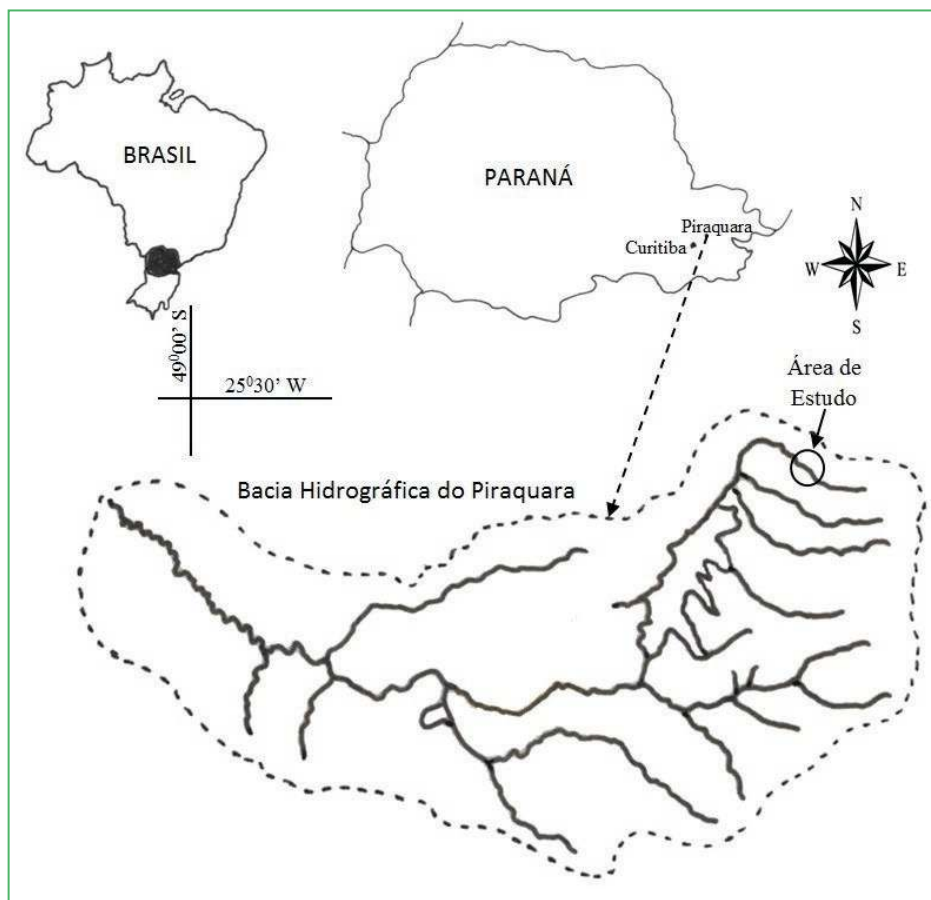 BRASIL
PARANÁ
Piraquara
Curitiba
N
W
E
S
49⁰00' S
25⁰30' W
Área de
Estudo
Bacia Hidrográfica do Piraquara